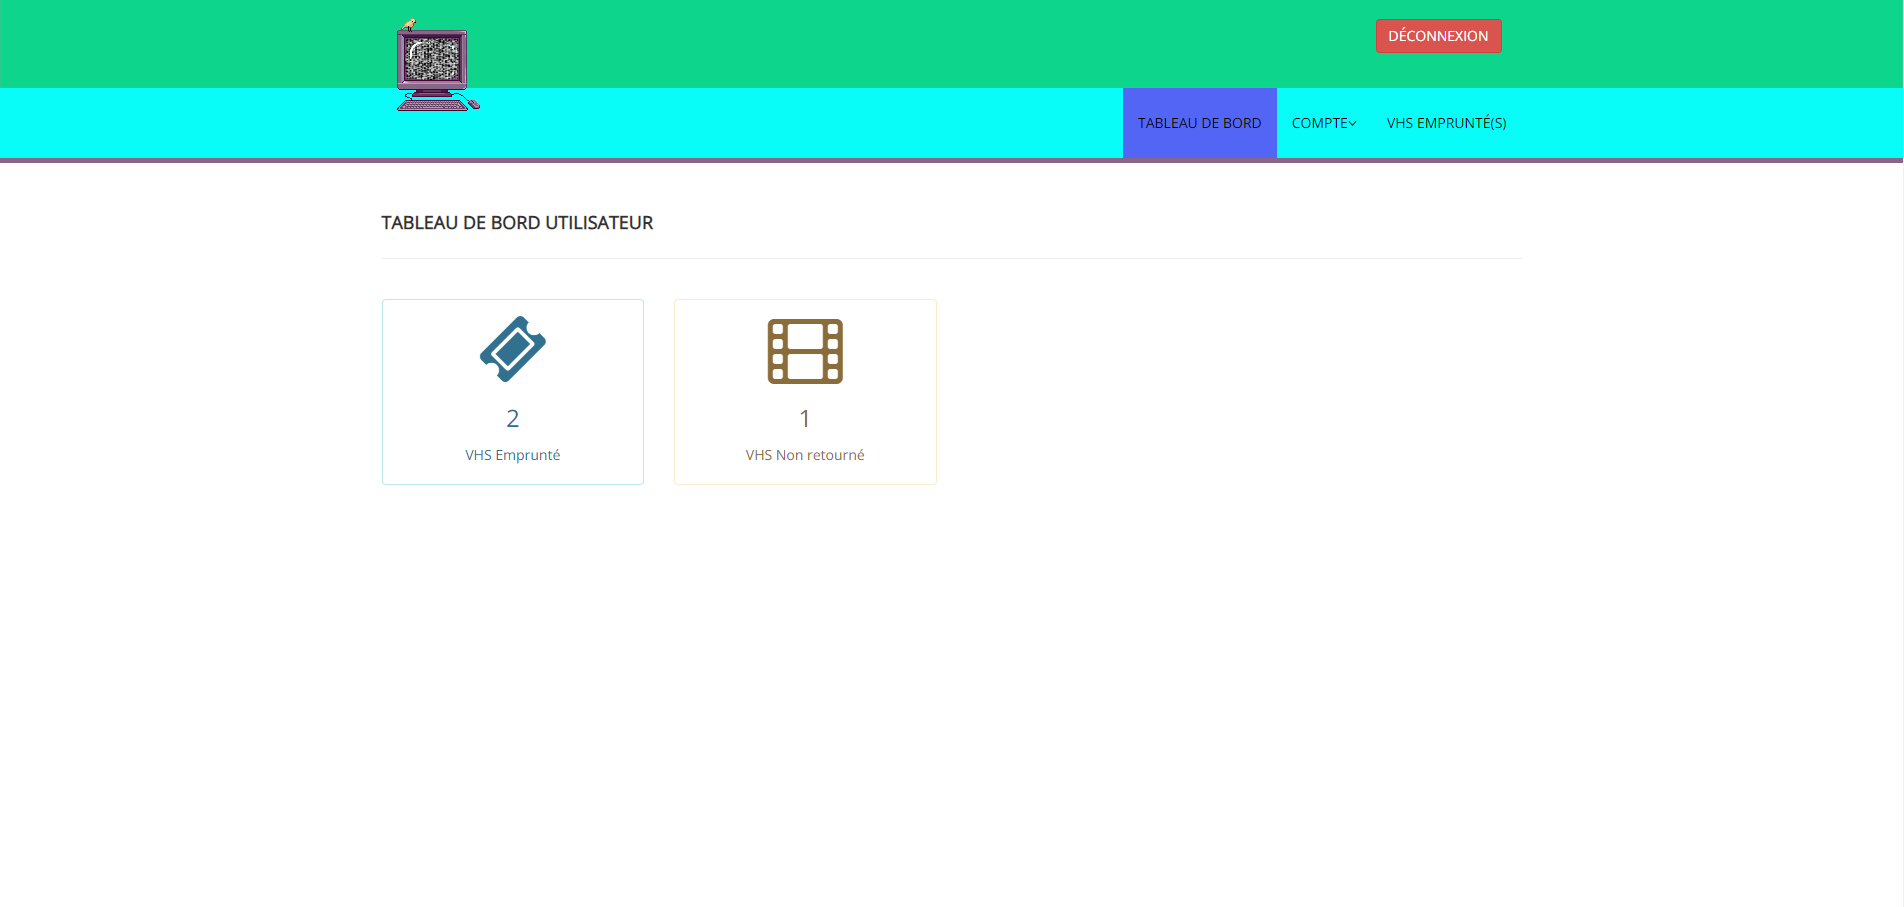 DÉCONNEXION
TABLEAU DE BORD
COMPTE
VHS EMPRUNTÉ(S)
TABLEAU DE BORD UTILISATEUR
2
VHS Emprunté
1
VHS Non retourné